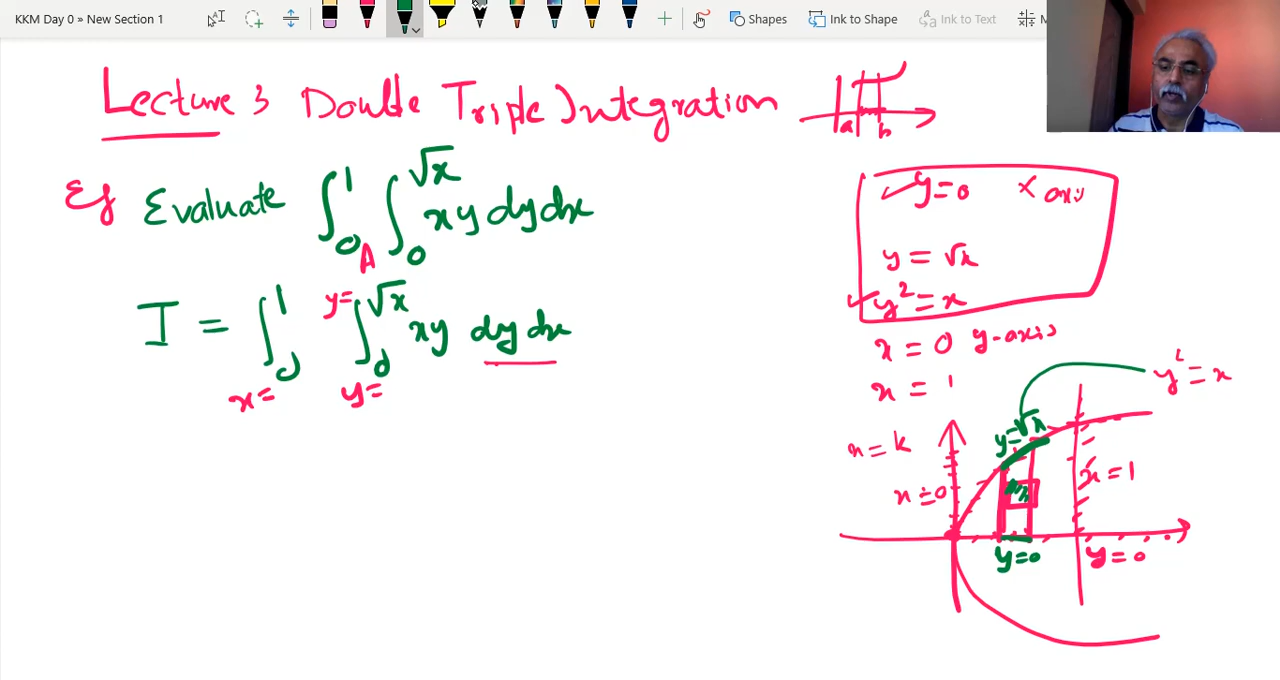 KKM Day 0 » New Section 1
Shapes
Ink to Shape
Ink to Text
M
Lecture 3 Double Triple Integration
a b
Eg Evaluate ∫₀¹ ∫₀^√x xy dy dx
A
I = ∫₀¹ ∫₀^√x xy dy dx
y=
x= y=
y = 0 x axis
y = √x
y² = x
x = 0 y-axis
x = 1
y² = x
x = k
y=√x
x = 0
x = 1
y=0
y = 0